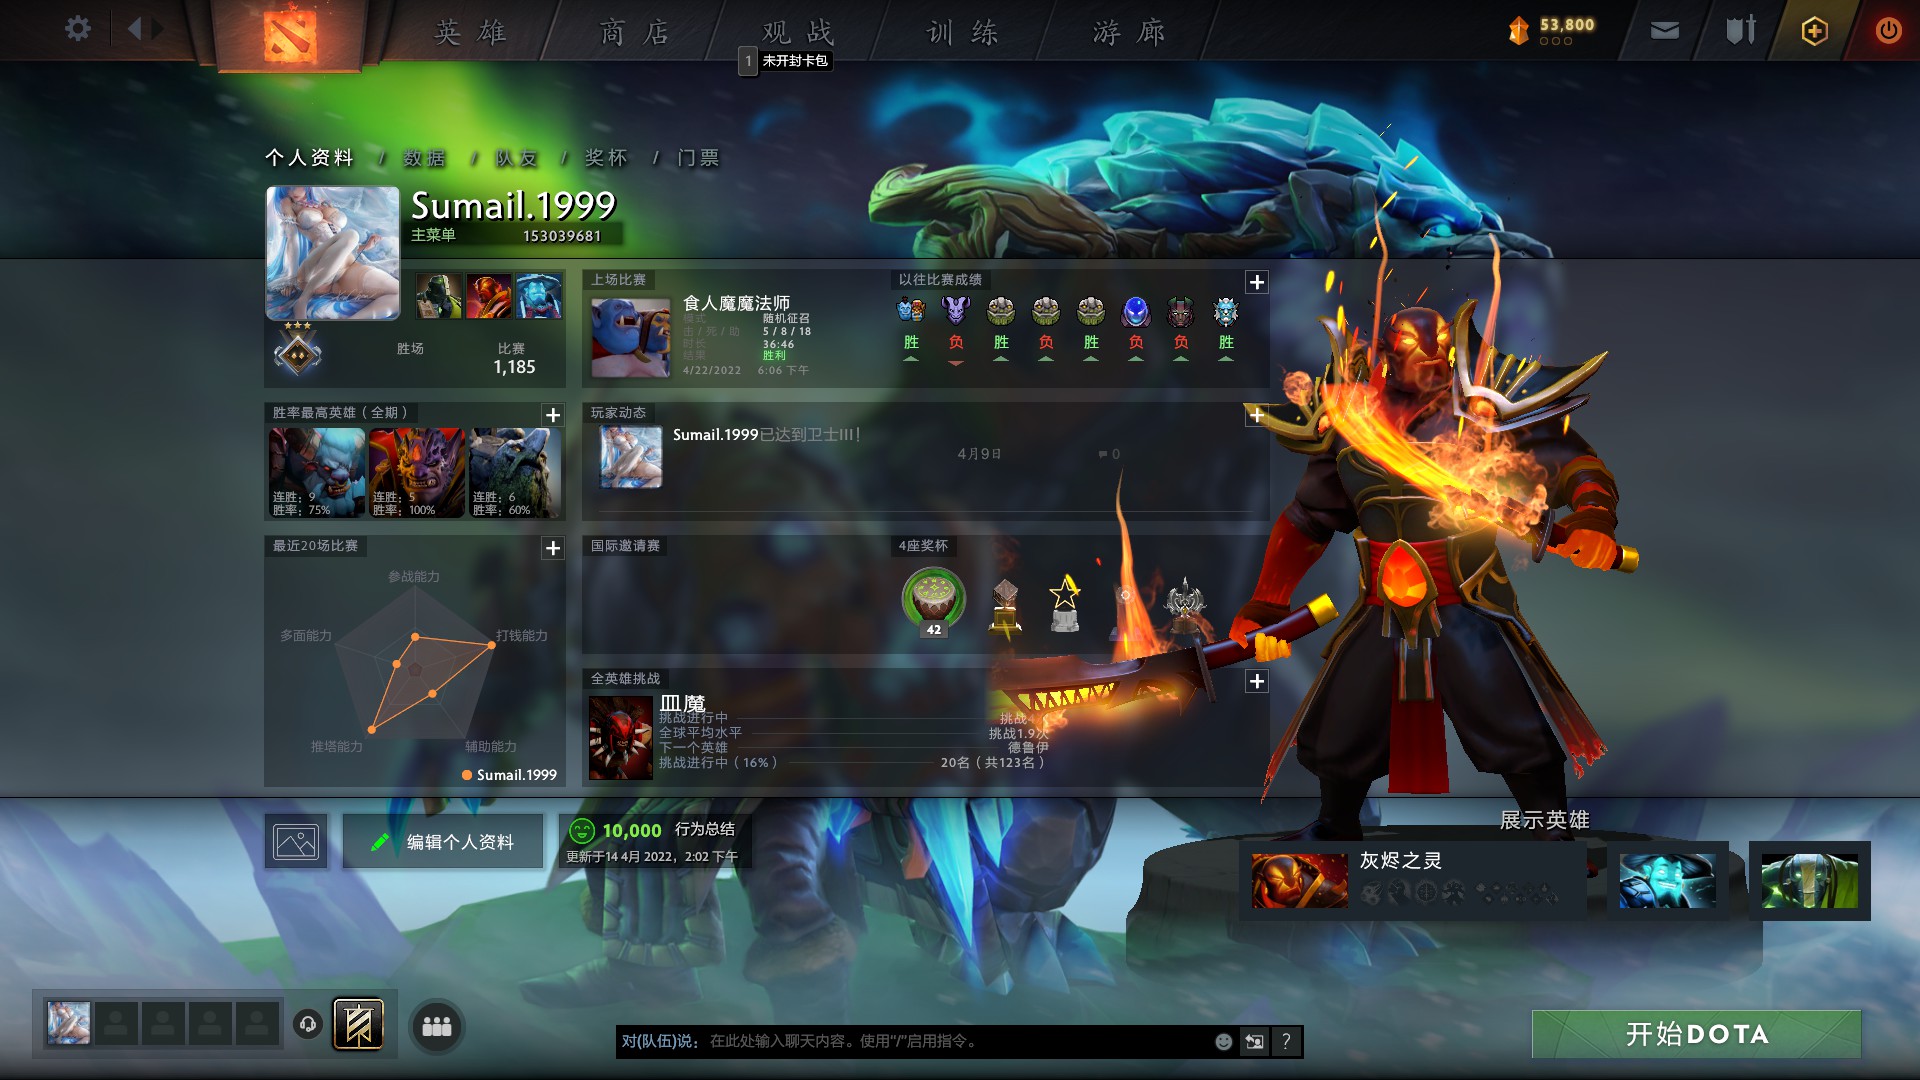 英雄
商店
观战
训练
游廊
53,800
1 未开封卡包
个人资料 / 数据 / 队友 / 奖杯 / 门票
Sumail.1999
主菜单 153039681
胜场
比赛
1,185
上场比赛
食人魔魔法师
模式 随机征召
击/死/助 5/8/18
时长 36:46
结果 胜利
4/22/2022 6:06 下午
以往比赛成绩
胜 负 胜 负 胜 负 负 胜
胜率最高英雄（全期）
连胜：9
胜率：75%
连胜：5
胜率：100%
连胜：6
胜率：60%
玩家动态
Sumail.1999已达到卫士III！
4月9日
0
最近20场比赛
参战能力
打钱能力
辅助能力
推塔能力
多面能力
Sumail.1999
国际邀请赛
4座奖杯
42
全英雄挑战
血魔
挑战进行中 挑战4
全球平均水平 挑战1.9次
下一个英雄 德鲁伊
挑战进行中（16%） 20名（共123名）
编辑个人资料
10,000 行为总结
更新于14 4月 2022，2:02 下午
展示英雄
灰烬之灵
对(队伍)说： 在此处输入聊天内容。使用“/”启用指令。
?
开始DOTA